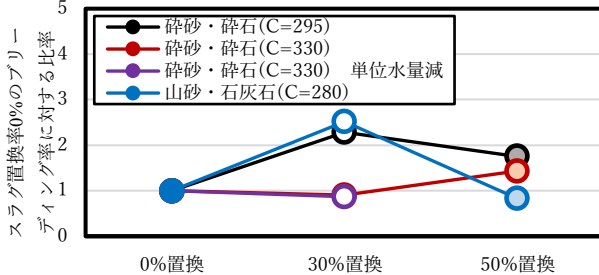 スラグ置換率0%のブリー
ディング率に対する比率
5
4
3
2
1
0
砕砂・砕石(C=295)
砕砂・砕石(C=330)
砕砂・砕石(C=330) 単位水量減
山砂・石灰石(C=280)
0%置換
30%置換
50%置換